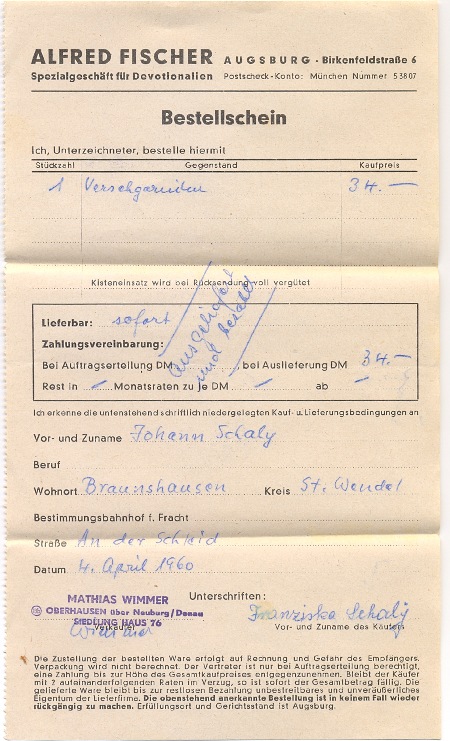 ALFRED FISCHER AUGSBURG · Birkenfeldstraße 6
Spezialgeschäft für Devotionalien Postscheck-Konto: München Nummer 53807
Bestellschein
Ich, Unterzeichneter, bestelle hiermit
Stückzahl Gegenstand Kaufpreis
1 Versehgarnitur 34.—
Kisteneinsatz wird bei Rücksendung voll vergütet
ausgeliefert
und bezahlt
Lieferbar: sofort
Zahlungsvereinbarung:
Bei Auftragserteilung DM , bei Auslieferung DM 34.—
Rest in — Monatsraten zu je DM — ab —
Ich erkenne die untenstehend schriftlich niedergelegten Kauf- u. Lieferungsbedingungen an
Vor- und Zuname Johann Schaly
Beruf
Wohnort Braunshausen Kreis St. Wendel
Bestimmungsbahnhof f. Fracht
Straße An der Scheid
Datum 4. April 1960
Unterschriften:
MATHIAS WIMMER
OBERHAUSEN über Neuburg/Donau
SIEDLUNG HAUS 76
Wimmer Franziska Schaly
Verkäufer Vor- und Zuname des Käufers
Die Zustellung der bestellten Ware erfolgt auf Rechnung und Gefahr des Empfängers.
Verpackung wird nicht berechnet. Der Vertreter ist nur bei Auftragserteilung berechtigt,
eine Zahlung bis zur Höhe des Gesamtkaufpreises entgegenzunehmen. Bleibt der Käufer
mit 2 aufeinanderfolgenden Raten im Verzug, so ist sofort der Gesamtbetrag fällig. Die
gelieferte Ware bleibt bis zur restlosen Bezahlung unbestreitbares und unveräußerliches
Eigentum der Lieferfirma. Die obenstehend anerkannte Bestellung ist in keinem Fall wieder
rückgängig zu machen. Erfüllungsort und Gerichtsstand ist Augsburg.